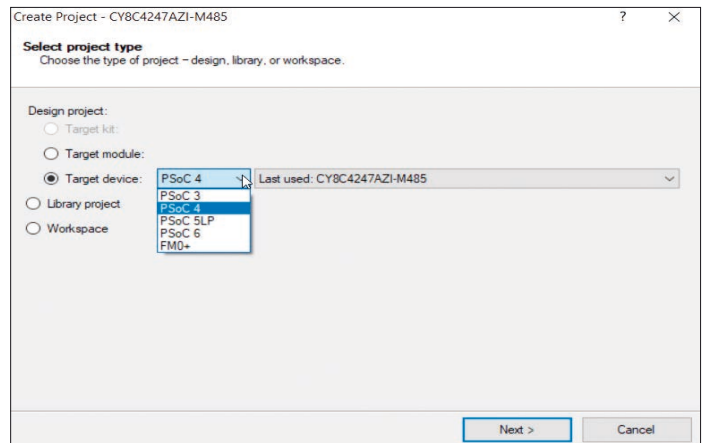 Create Project - CY8C4247AZI-M485
?
Select project type
Choose the type of project – design, library, or workspace.
Design project:
Target kit:
Target module:
Target device: PSoC 4 Last used: CY8C4247AZI-M485
PSoC 3
Library project
PSoC 4
PSoC 5LP
Workspace
PSoC 6
FM0+
Next > Cancel